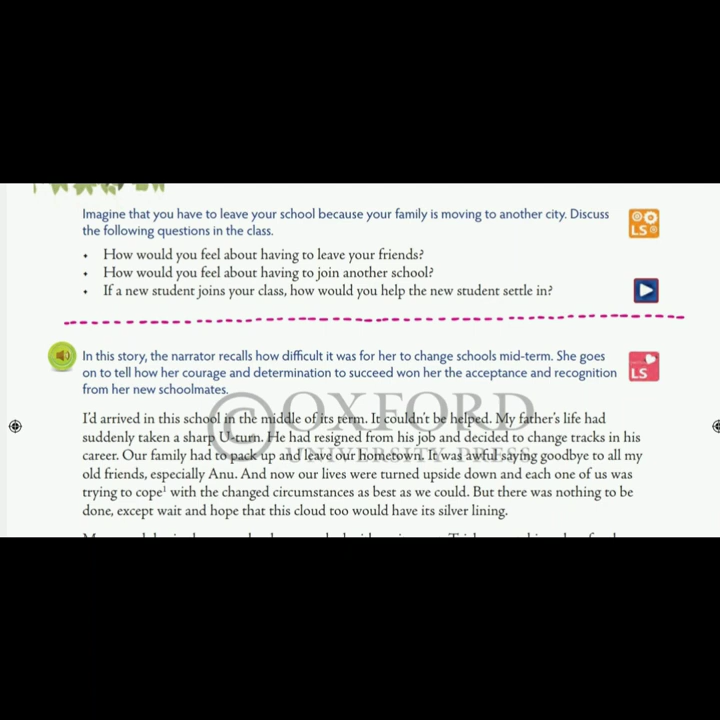 Imagine that you have to leave your school because your family is moving to another city. Discuss
the following questions in the class.
LS
• How would you feel about having to leave your friends?
• How would you feel about having to join another school?
• If a new student joins your class, how would you help the new student settle in?
In this story, the narrator recalls how difficult it was for her to change schools mid-term. She goes
on to tell how her courage and determination to succeed won her the acceptance and recognition
from her new schoolmates.
LS
© OXFORD
UNIVERSITY PRESS
I'd arrived in this school in the middle of its term. It couldn't be helped. My father's life had
suddenly taken a sharp U-turn. He had resigned from his job and decided to change tracks in his
career. Our family had to pack up and leave our hometown. It was awful saying goodbye to all my
old friends, especially Anu. And now our lives were turned upside down and each one of us was
trying to cope¹ with the changed circumstances as best as we could. But there was nothing to be
done, except wait and hope that this cloud too would have its silver lining.